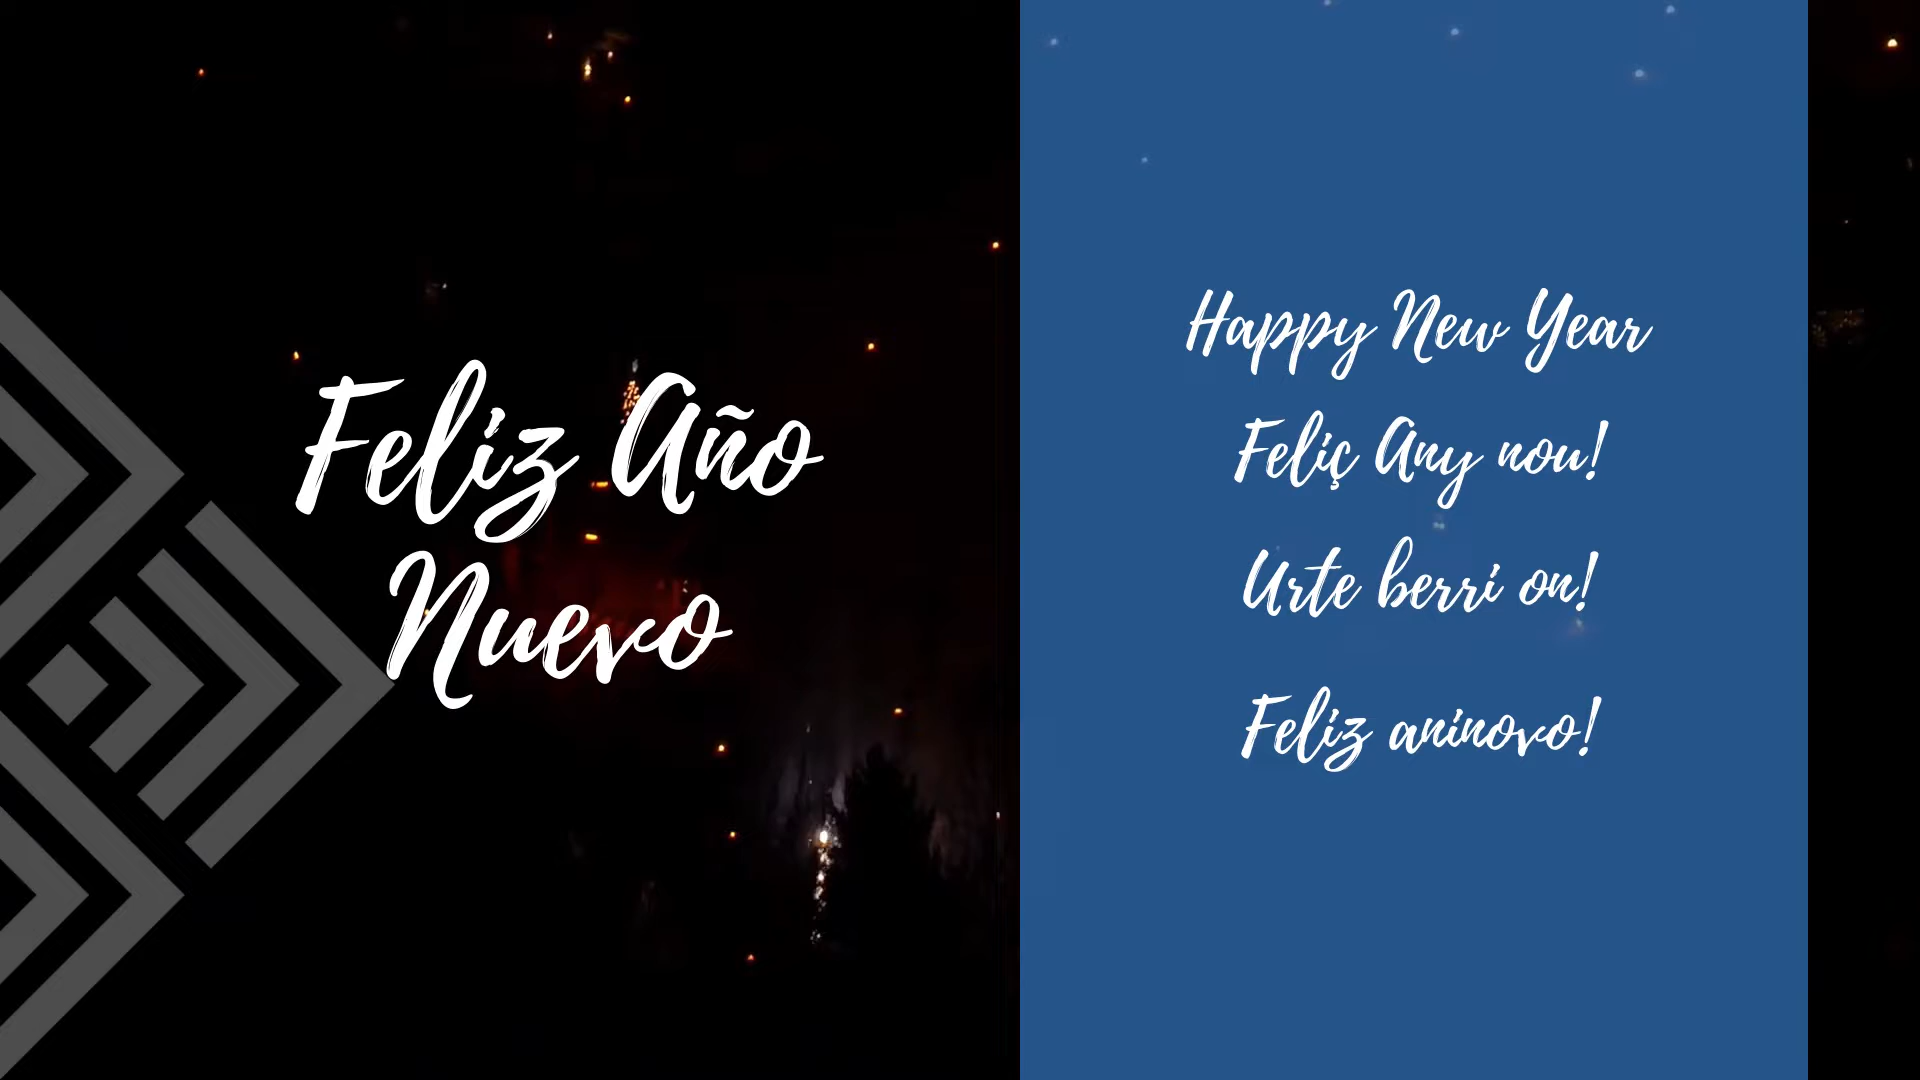 Feliz Año
Nuevo
Happy New Year
Feliç Any nou!
Urte berri on!
Feliz aninovo!